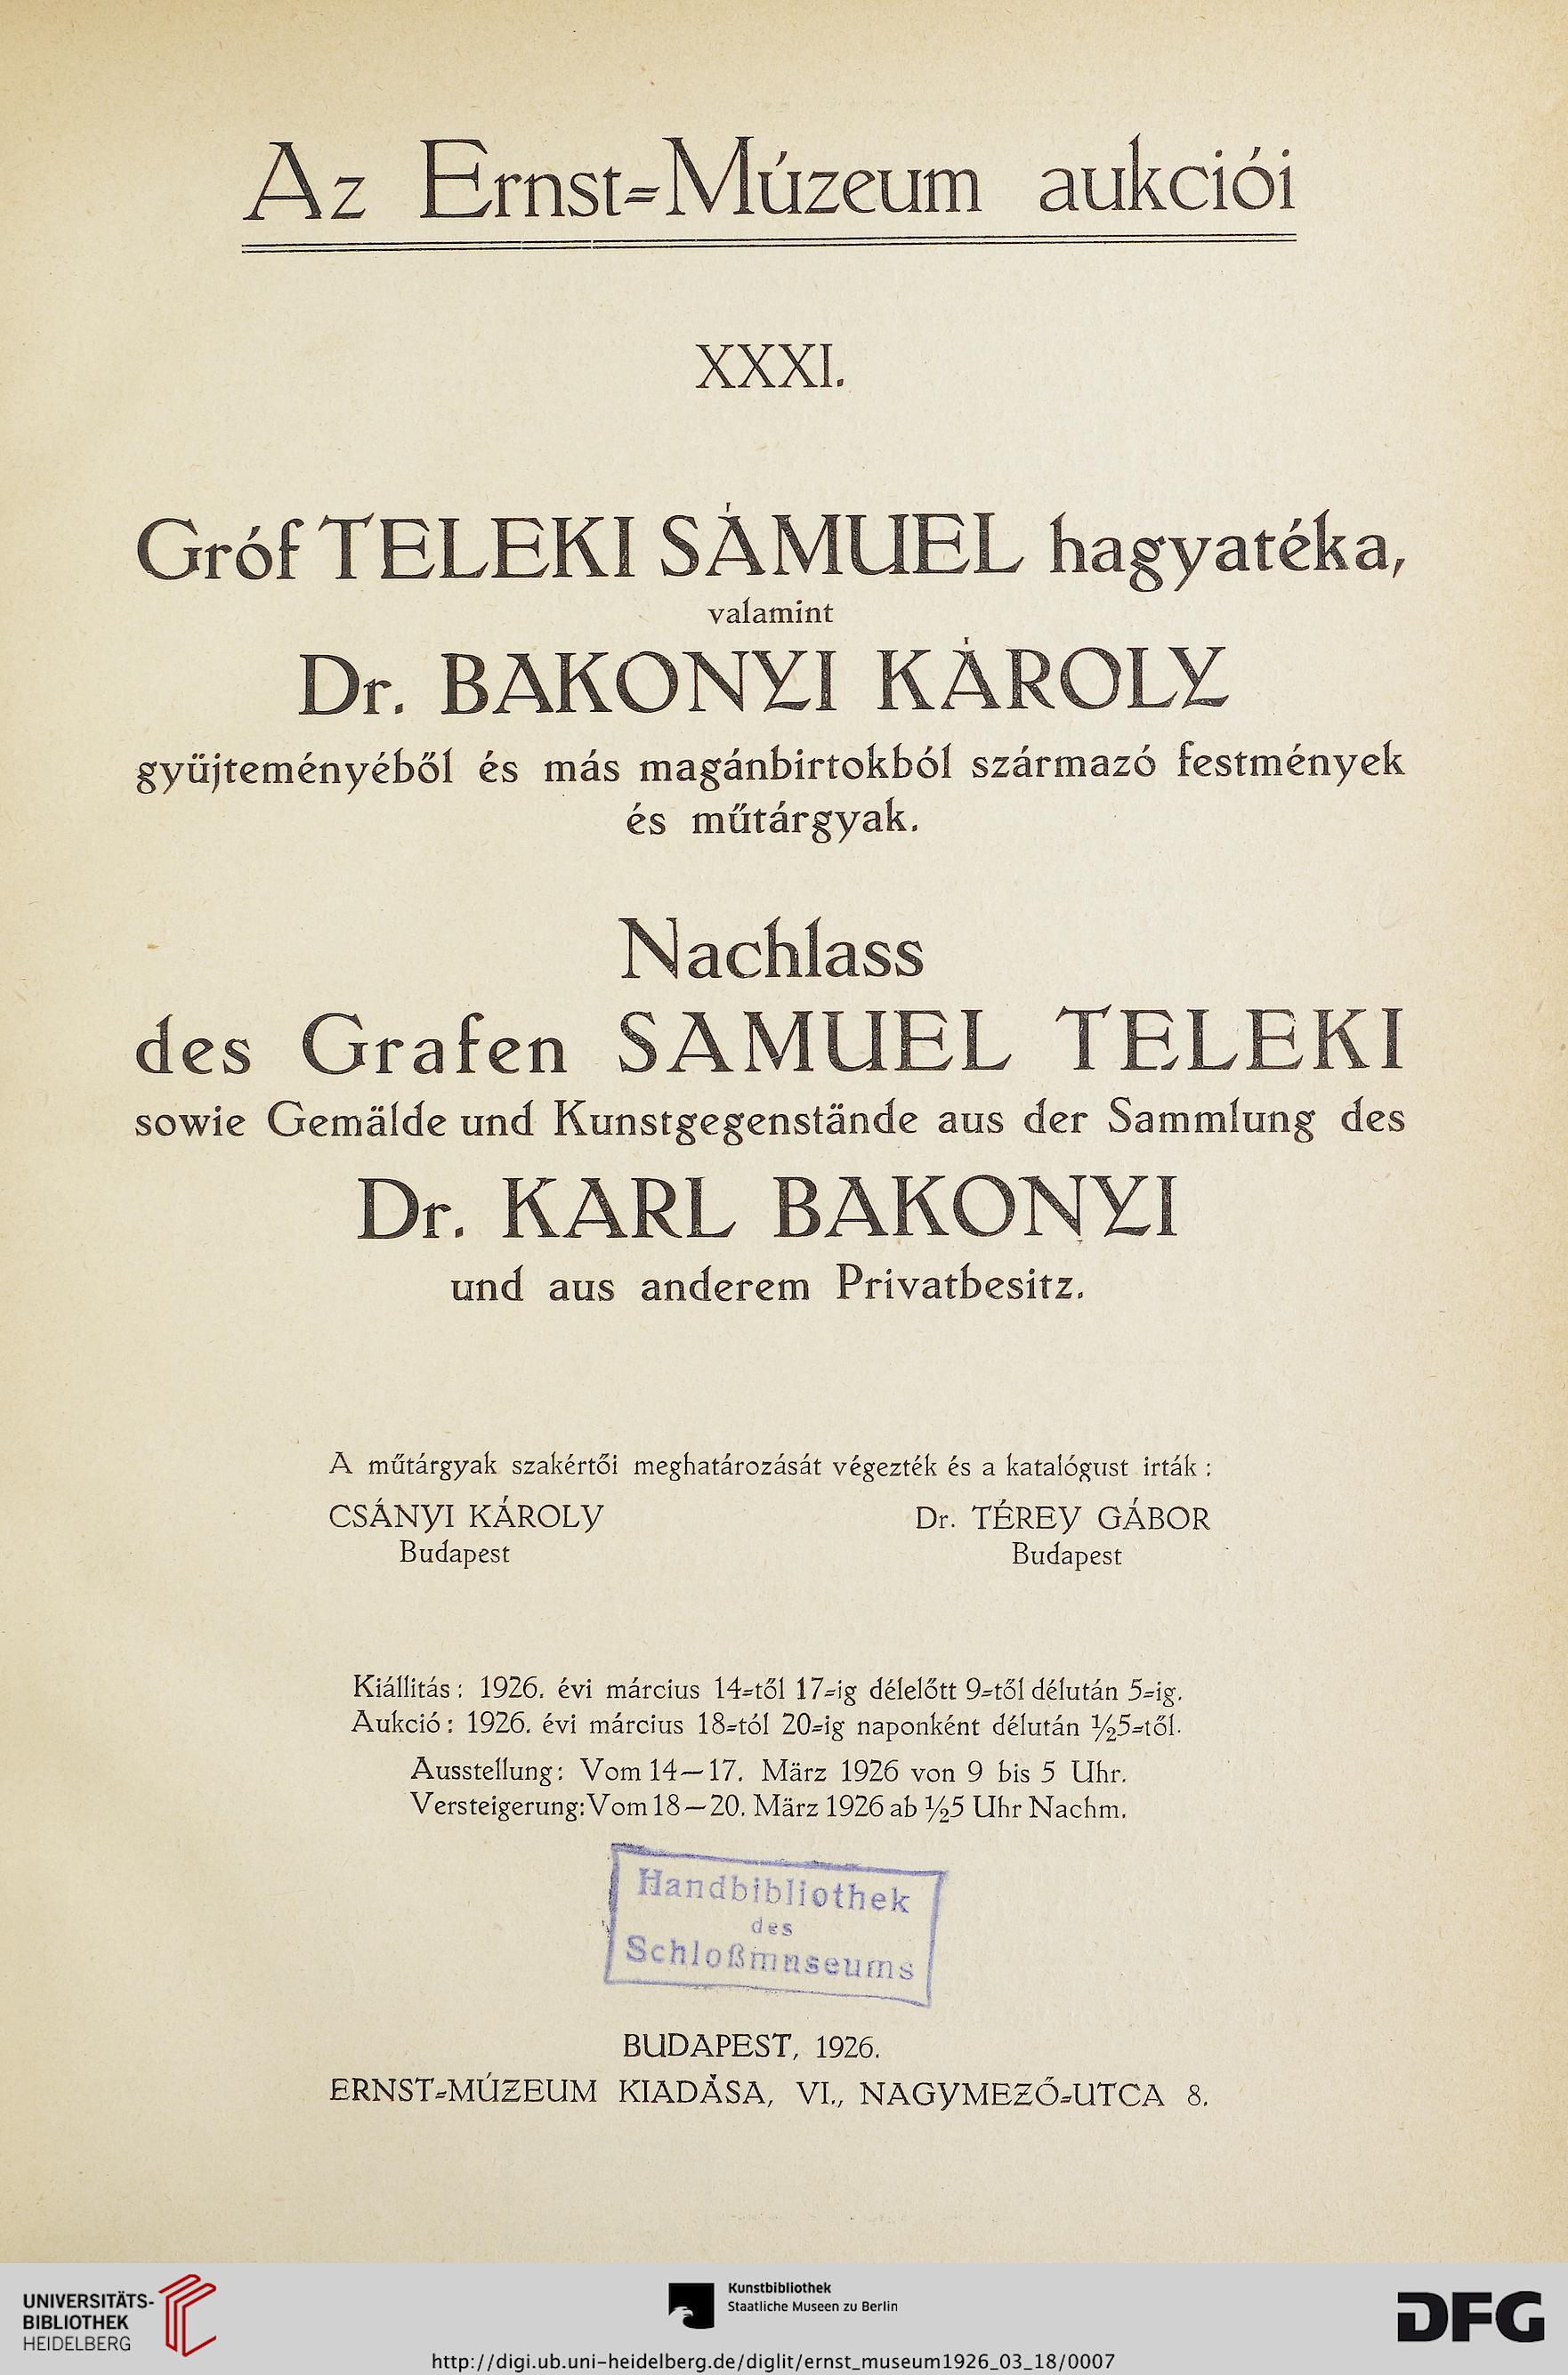 Az Ernst-Múzeum aukciói
XXXI.
Gróf TELEKI SÁMUEL hagyatéka,
valamint
Dr. BAKONYI KÁROLY
gyüjteményéből és más magánbirtokból származó festmények
és műtárgyak.
Nachlass
des Grafen SAMUEL TELEKI
sowie Gemälde und Kunstgegenstände aus der Sammlung des
Dr. KARL BAKONYI
und aus anderem Privatbesitz.
A műtárgyak szakértői meghatározását végezték és a katalógust irták :
CSÁNYI KÁROLY Dr. TÉREY GÁBOR
Budapest Budapest
Kiállitás : 1926. évi március 14-től 17-ig délelőtt 9-től délután 5-ig.
Aukció : 1926. évi március 18-tól 20-ig naponként délután ½5-től.
Ausstellung : Vom 14—17. März 1926 von 9 bis 5 Uhr.
Versteigerung: Vom 18—20. März 1926 ab ½5 Uhr Nachm.
Handbibliothek
des
Schloßmuseums
BUDAPEST, 1926.
ERNST-MÚZEUM KIADÁSA, VI., NAGYMEZŐ-UTCA 8.
UNIVERSITÄTS-
BIBLIOTHEK
HEIDELBERG
Kunstbibliothek
Staatliche Museen zu Berlin
DFG
http://digi.ub.uni-heidelberg.de/diglit/ernst_museum1926_03_18/0007